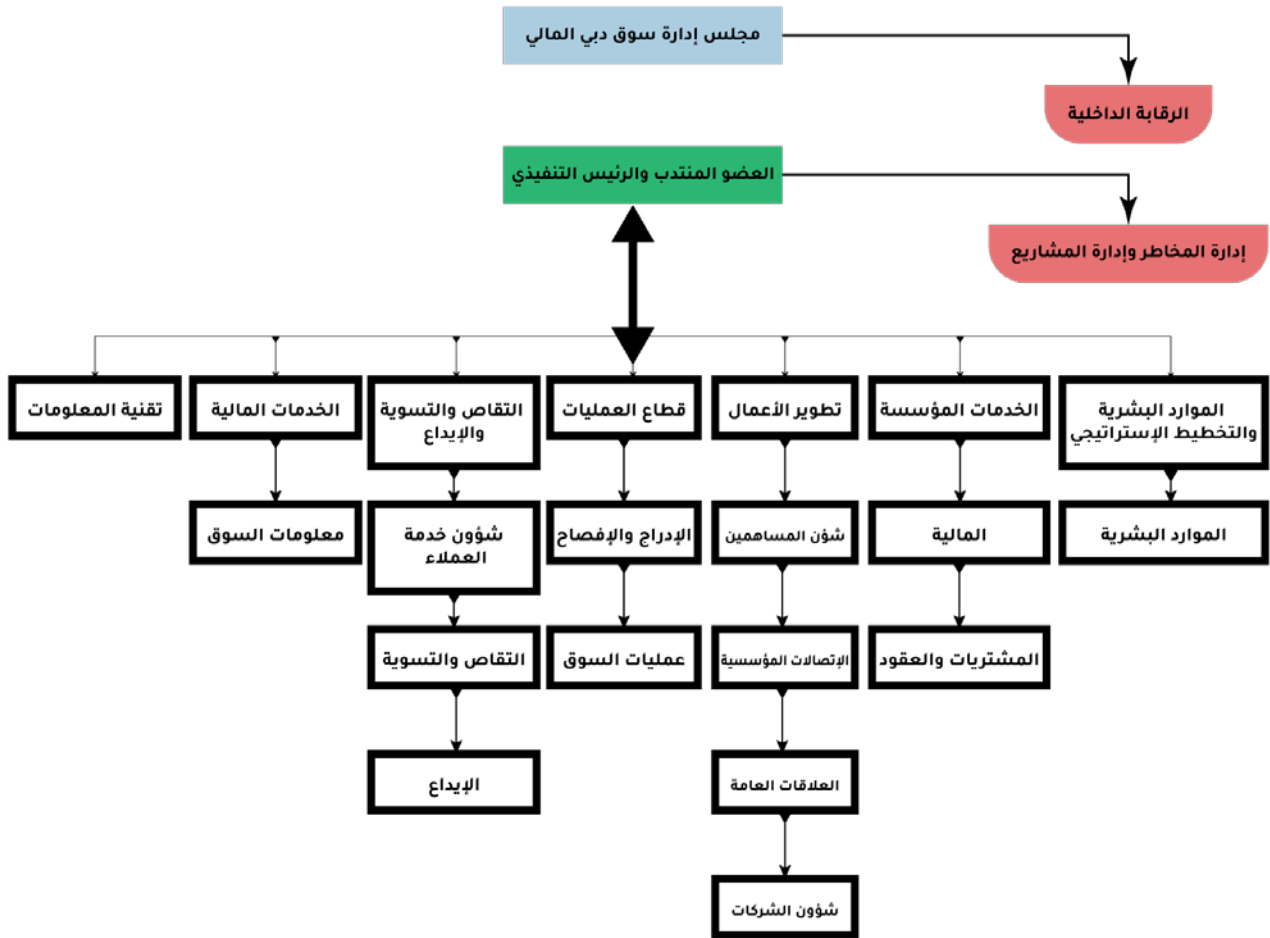 مجلس إدارة سوق دبي المالي
الرقابة الداخلية
العضو المنتدب والرئيس التنفيذي
إدارة المخاطر وإدارة المشاريع
الموارد البشرية
والتخطيط الإستراتيجي
الخدمات المؤسسة
تطوير الأعمال
قطاع العمليات
التقاص والتسوية
والإيداع
الخدمات المالية
تقنية المعلومات
الموارد البشرية
المالية
شؤن المساهمين
الإدراج والإفصاح
شؤون خدمة
العملاء
معلومات السوق
المشتريات والعقود
الإتصالات المؤسسية
عمليات السوق
التقاص والتسوية
العلاقات العامة
الإيداع
شؤون الشركات